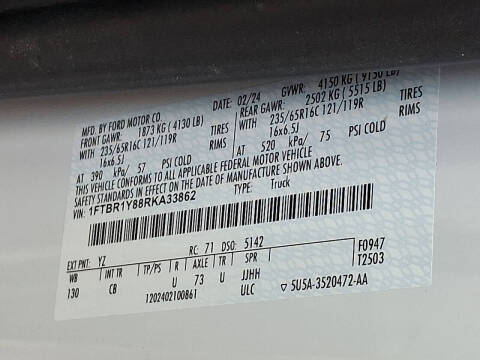 MFD. BY FORD MOTOR CO.
DATE: 02/24 GVWR: 4150 KG ( 9150 LB)
FRONT GAWR: 1873 KG ( 4130 LB) REAR GAWR: 2502 KG ( 5515 LB)
WITH 235/65R16C 121/119R TIRES WITH 235/65R16C 121/119R TIRES
16x6.5J RIMS 16x6.5J RIMS
AT 390 kPa/ 57 PSI COLD AT 520 kPa/ 75 PSI COLD
THIS VEHICLE CONFORMS TO ALL APPLICABLE FEDERAL MOTOR VEHICLE
SAFETY STANDARDS IN EFFECT ON THE DATE OF MANUFACTURE SHOWN ABOVE.
VIN: 1FTBR1Y88RKA33862 TYPE: Truck
EXT PNT: YZ RC: 71 DSO: 5142 F0947
WB INT TR TP/PS R AXLE TR SPR T2503
130 CB U 73 U JJHH
1202402100861 ULC ▽ 5U5A-3520472-AA